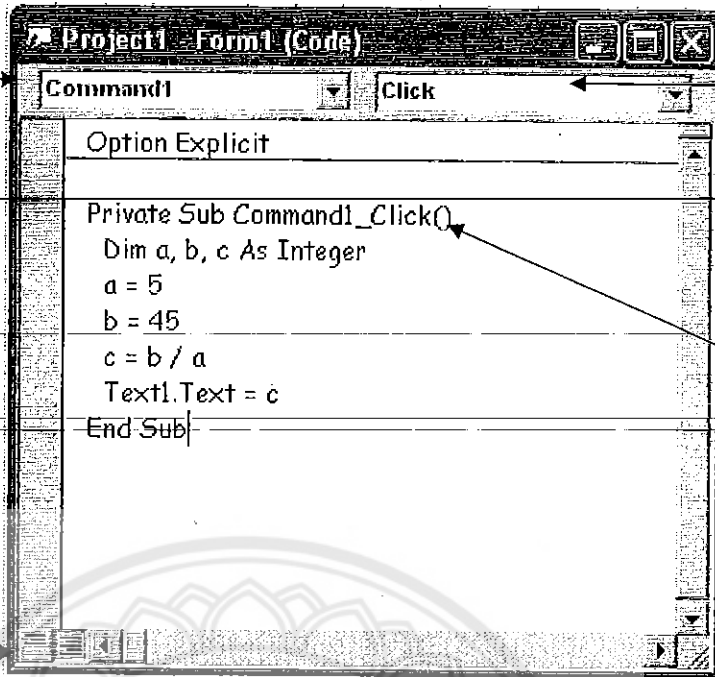 Project1 - Form1 (Code)
Command1 Click
Option Explicit
Private Sub Command1_Click()
Dim a, b, c As Integer
a = 5
b = 45
c = b / a
Text1.Text = c
End Sub